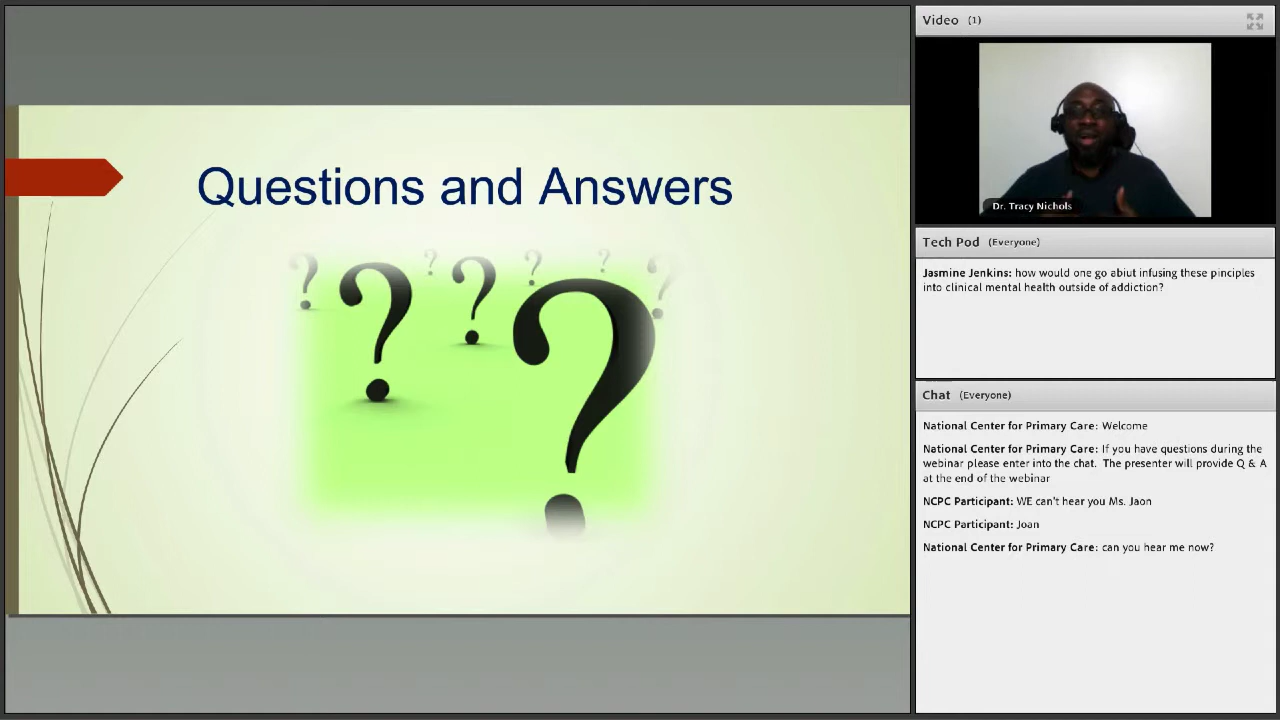 Questions and Answers
? ? ? ? ? ? ?
Video (1)
Dr. Tracy Nichols
Tech Pod (Everyone)
Jasmine Jenkins: how would one go abiut infusing these pinciples
into clinical mental health outside of addiction?
Chat (Everyone)
National Center for Primary Care: Welcome
National Center for Primary Care: If you have questions during the
webinar please enter into the chat. The presenter will provide Q & A
at the end of the webinar
NCPC Participant: WE can't hear you Ms. Jaon
NCPC Participant: Joan
National Center for Primary Care: can you hear me now?